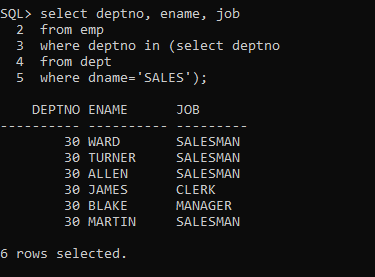 SQL> select deptno, ename, job
  2  from emp
  3  where deptno in (select deptno
  4  from dept
  5  where dname='SALES');

    DEPTNO ENAME      JOB
---------- ---------- ---------
        30 WARD       SALESMAN
        30 TURNER     SALESMAN
        30 ALLEN      SALESMAN
        30 JAMES      CLERK
        30 BLAKE      MANAGER
        30 MARTIN     SALESMAN

6 rows selected.